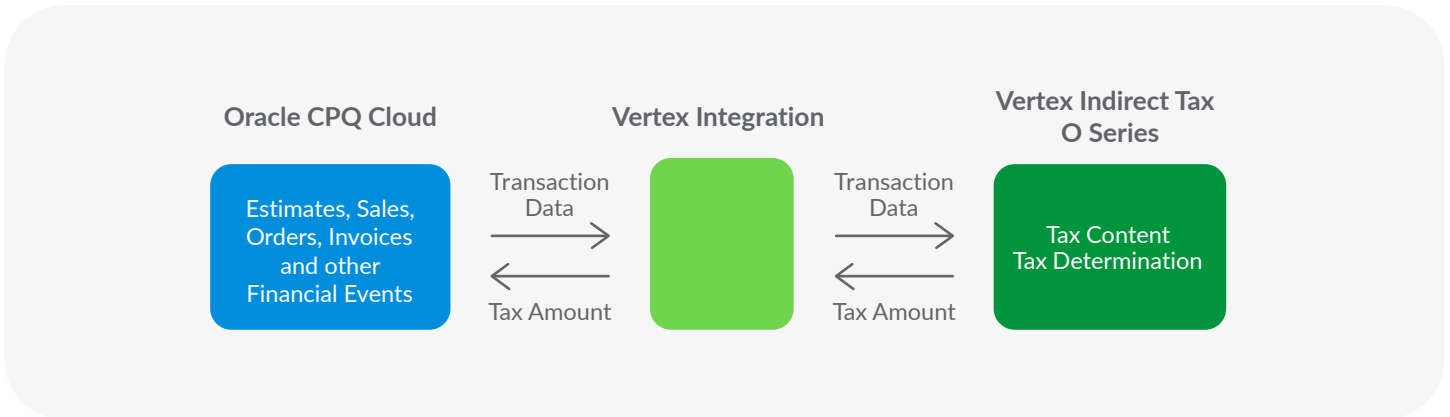 Oracle CPQ Cloud
Vertex Integration
Vertex Indirect Tax
O Series
Estimates, Sales,
Orders, Invoices
and other
Financial Events
Transaction
Data
Tax Amount
Transaction
Data
Tax Amount
Tax Content
Tax Determination